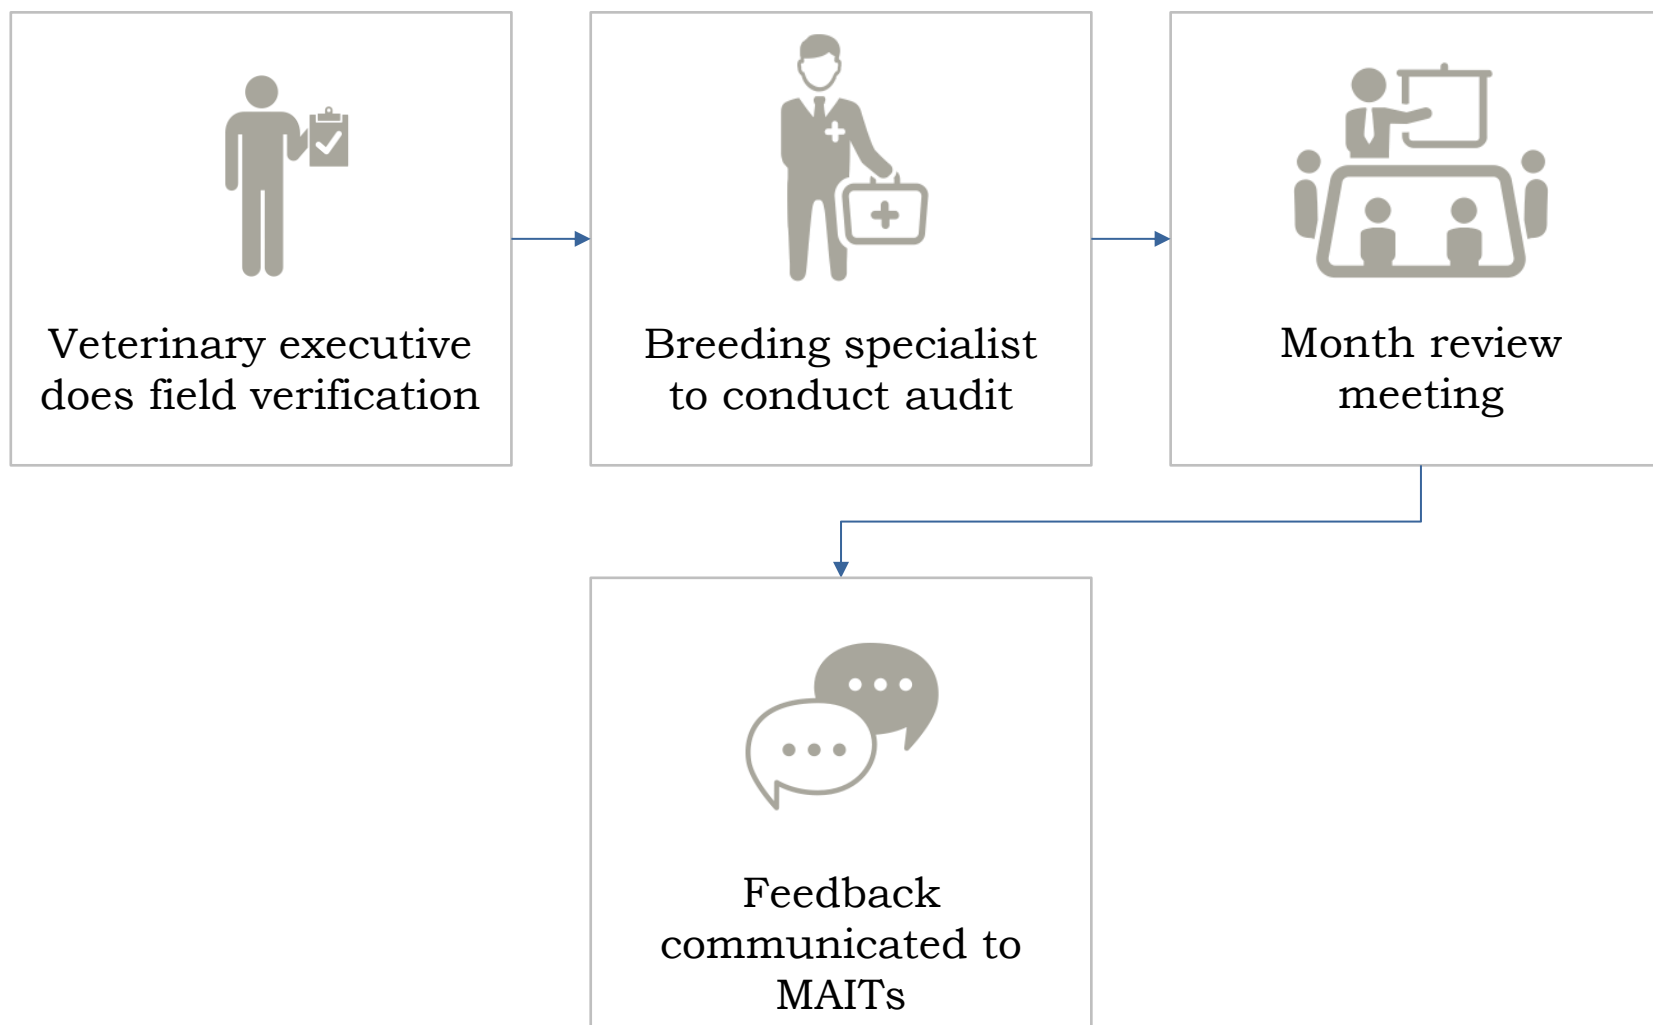 Veterinary executive
does field verification
Breeding specialist
to conduct audit
Month review
meeting
Feedback
communicated to
MAITs